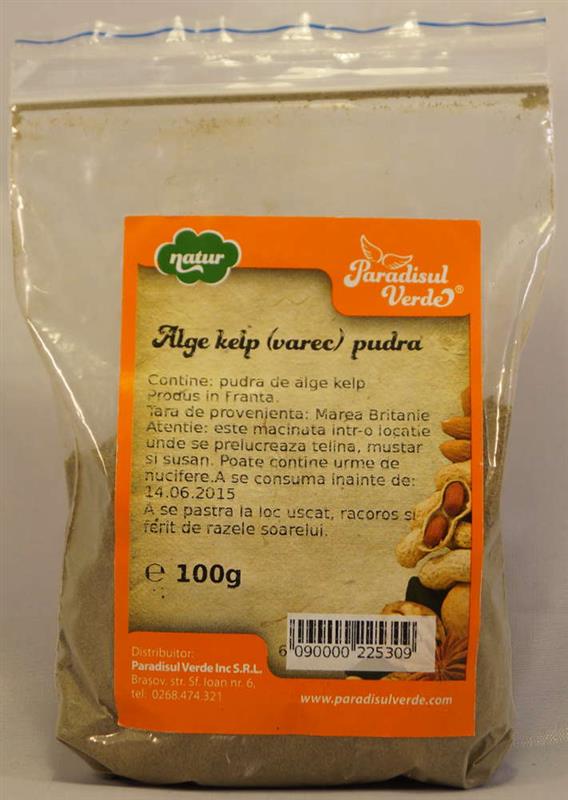 natur
Paradisul
Verde®
Alge kelp (varec) pudra
Contine: pudra de alge kelp
Produs in Franta.
Tara de provenienta: Marea Britanie
Atentie: este macinata intr-o locatie
unde se prelucreaza telina, mustar
si susan. Poate contine urme de
nucifere.A se consuma inainte de:
14.06.2015
A se pastra la loc uscat, racoros si
ferit de razele soarelui.
℮ 100g
6 090000 225309
Distribuitor:
Paradisul Verde Inc S.R.L.
Braşov, str. Sf. Ioan nr. 6,
tel: 0268.474.321
www.paradisulverde.com